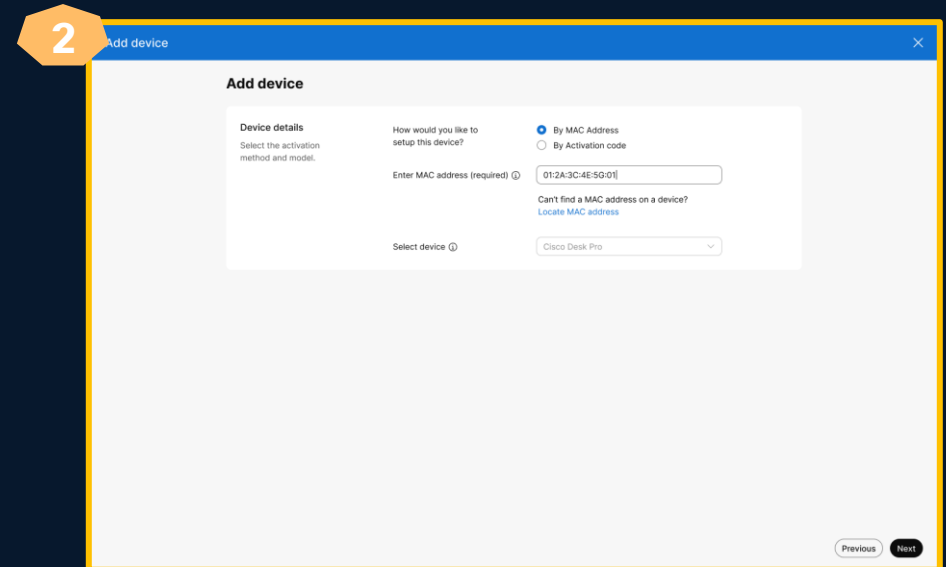 2
Add device
Add device
Device details
Select the activation
method and model.
How would you like to
setup this device?
By MAC Address
By Activation code
Enter MAC address (required)
01:2A:3C:4E:5G:01
Can't find a MAC address on a device?
Locate MAC address
Select device
Cisco Desk Pro
Previous
Next